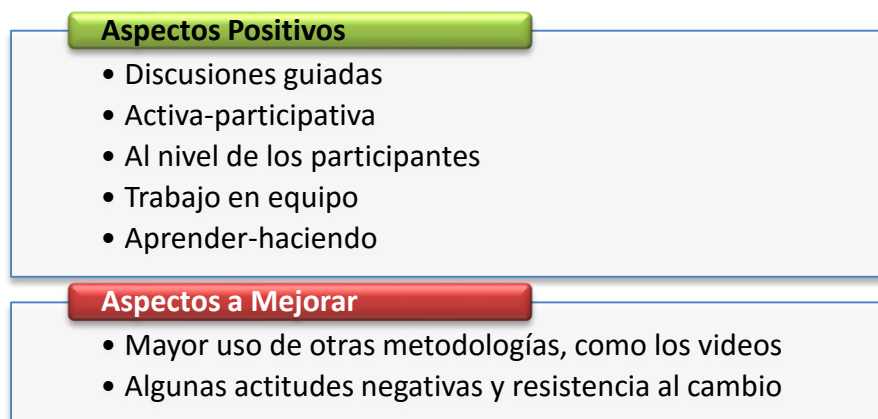 Aspectos Positivos
• Discusiones guiadas
• Activa-participativa
• Al nivel de los participantes
• Trabajo en equipo
• Aprender-haciendo
Aspectos a Mejorar
• Mayor uso de otras metodologías, como los videos
• Algunas actitudes negativas y resistencia al cambio